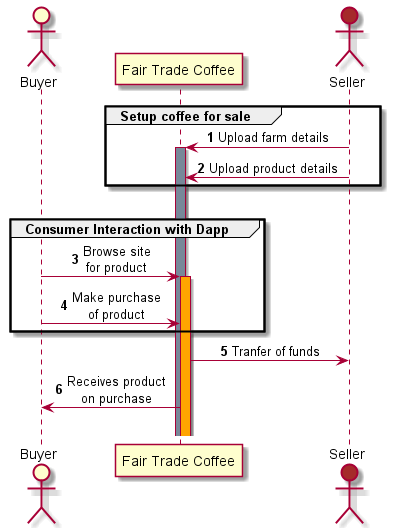 Buyer
Fair Trade Coffee
Seller
Setup coffee for sale
1 Upload farm details
2 Upload product details
Consumer Interaction with Dapp
3 Browse site
for product
4 Make purchase
of product
5 Tranfer of funds
6 Receives product
on purchase
Buyer
Fair Trade Coffee
Seller